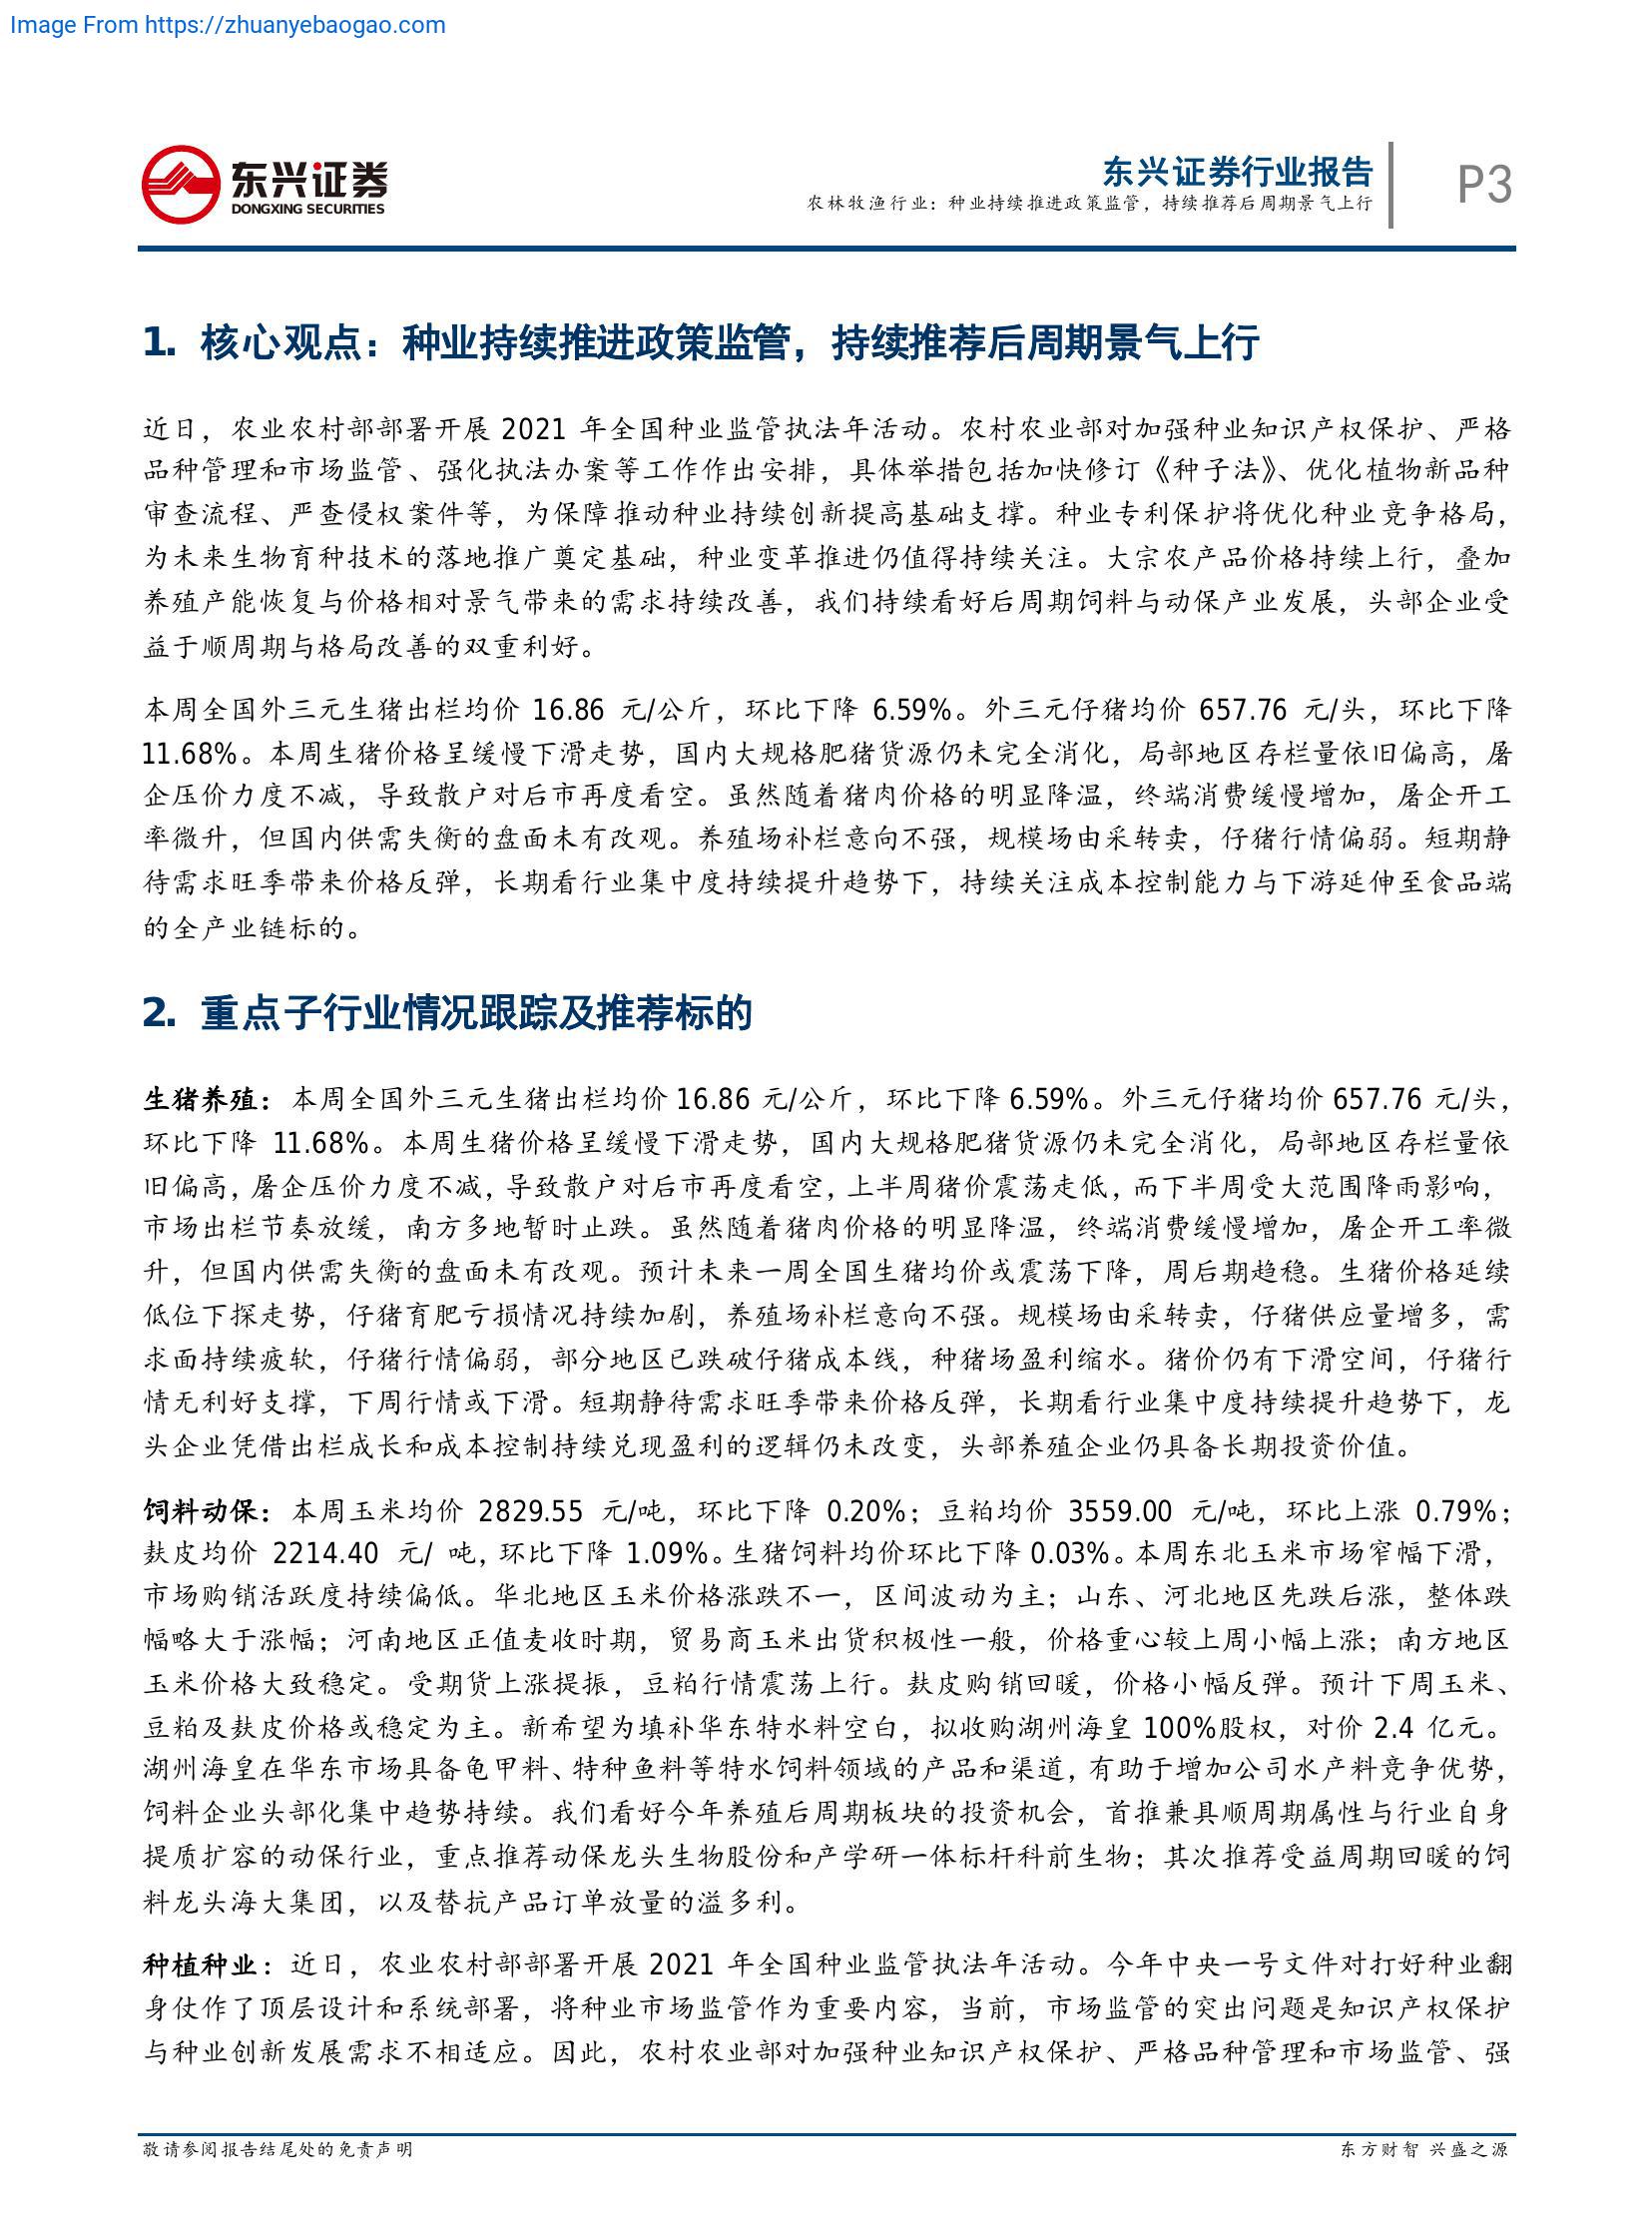 Image From https://zhuanyebaogao.com
东兴证券
DONGXING SECURITIES
东兴证券行业报告
农林牧渔行业：种业持续推进政策监管，持续推荐后周期景气上行
P3
1. 核心观点：种业持续推进政策监管，持续推荐后周期景气上行
近日，农业农村部部署开展 2021 年全国种业监管执法年活动。农村农业部对加强种业知识产权保护、严格
品种管理和市场监管、强化执法办案等工作作出安排，具体举措包括加快修订《种子法》、优化植物新品种
审查流程、严查侵权案件等，为保障推动种业持续创新提高基础支撑。种业专利保护将优化种业竞争格局，
为未来生物育种技术的落地推广奠定基础，种业变革推进仍值得持续关注。大宗农产品价格持续上行，叠加
养殖产能恢复与价格相对景气带来的需求持续改善，我们持续看好后周期饲料与动保产业发展，头部企业受
益于顺周期与格局改善的双重利好。
本周全国外三元生猪出栏均价 16.86 元/公斤，环比下降 6.59%。外三元仔猪均价 657.76 元/头，环比下降
11.68%。本周生猪价格呈缓慢下滑走势，国内大规格肥猪货源仍未完全消化，局部地区存栏量依旧偏高，屠
企压价力度不减，导致散户对后市再度看空。虽然随着猪肉价格的明显降温，终端消费缓慢增加，屠企开工
率微升，但国内供需失衡的盘面未有改观。养殖场补栏意向不强，规模场由采转卖，仔猪行情偏弱。短期静
待需求旺季带来价格反弹，长期看行业集中度持续提升趋势下，持续关注成本控制能力与下游延伸至食品端
的全产业链标的。
2. 重点子行业情况跟踪及推荐标的
生猪养殖：本周全国外三元生猪出栏均价 16.86 元/公斤，环比下降 6.59%。外三元仔猪均价 657.76 元/头，
环比下降 11.68%。本周生猪价格呈缓慢下滑走势，国内大规格肥猪货源仍未完全消化，局部地区存栏量依
旧偏高，屠企压价力度不减，导致散户对后市再度看空，上半周猪价震荡走低，而下半周受大范围降雨影响，
市场出栏节奏放缓，南方多地暂时止跌。虽然随着猪肉价格的明显降温，终端消费缓慢增加，屠企开工率微
升，但国内供需失衡的盘面未有改观。预计未来一周全国生猪均价或震荡下降，周后期趋稳。生猪价格延续
低位下探走势，仔猪育肥亏损情况持续加剧，养殖场补栏意向不强。规模场由采转卖，仔猪供应量增多，需
求面持续疲软，仔猪行情偏弱，部分地区已跌破仔猪成本线，种猪场盈利缩水。猪价仍有下滑空间，仔猪行
情无利好支撑，下周行情或下滑。短期静待需求旺季带来价格反弹，长期看行业集中度持续提升趋势下，龙
头企业凭借出栏成长和成本控制持续兑现盈利的逻辑仍未改变，头部养殖企业仍具备长期投资价值。
饲料动保：本周玉米均价 2829.55 元/吨，环比下降 0.20%；豆粕均价 3559.00 元/吨，环比上涨 0.79%；
麸皮均价 2214.40 元/ 吨，环比下降 1.09%。生猪饲料均价环比下降 0.03%。本周东北玉米市场窄幅下滑，
市场购销活跃度持续偏低。华北地区玉米价格涨跌不一，区间波动为主；山东、河北地区先跌后涨，整体跌
幅略大于涨幅；河南地区正值麦收时期，贸易商玉米出货积极性一般，价格重心较上周小幅上涨；南方地区
玉米价格大致稳定。受期货上涨提振，豆粕行情震荡上行。麸皮购销回暖，价格小幅反弹。预计下周玉米、
豆粕及麸皮价格或稳定为主。新希望为填补华东特水料空白，拟收购湖州海皇 100%股权，对价 2.4 亿元。
湖州海皇在华东市场具备龟甲料、特种鱼料等特水饲料领域的产品和渠道，有助于增加公司水产料竞争优势，
饲料企业头部化集中趋势持续。我们看好今年养殖后周期板块的投资机会，首推兼具顺周期属性与行业自身
提质扩容的动保行业，重点推荐动保龙头生物股份和产学研一体标杆科前生物；其次推荐受益周期回暖的饲
料龙头海大集团，以及替抗产品订单放量的溢多利。
种植种业：近日，农业农村部部署开展 2021 年全国种业监管执法年活动。今年中央一号文件对打好种业翻
身仗作了顶层设计和系统部署，将种业市场监管作为重要内容，当前，市场监管的突出问题是知识产权保护
与种业创新发展需求不相适应。因此，农村农业部对加强种业知识产权保护、严格品种管理和市场监管、强
敬请参阅报告结尾处的免责声明
东方财智 兴盛之源